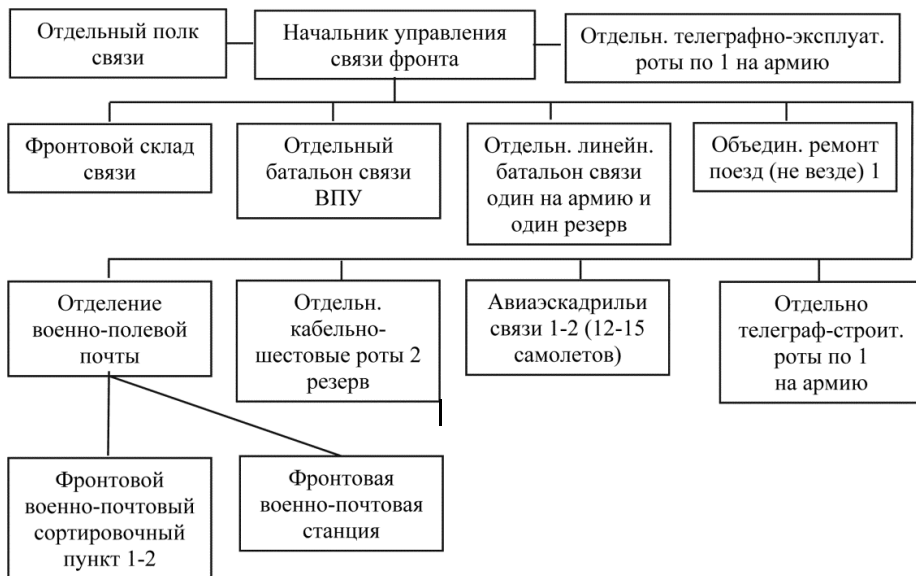 Отдельный полк
связи
Начальник управления
связи фронта
Отдельн. телеграфно-эксплуат.
роты по 1 на армию
Фронтовой склад
связи
Отдельный
батальон связи
ВПУ
Отдельн. линейн.
батальон связи
один на армию и
один резерв
Объедин. ремонт
поезд (не везде) 1
Отделение
военно-полевой
почты
Отдельн.
кабельно-
шестовые роты 2
резерв
Авиаэскадрильи
связи 1-2 (12-15
самолетов)
Отдельно
телеграф-строит.
роты по 1
на армию
Фронтовой
военно-почтовый
сортировочный
пункт 1-2
Фронтовая
военно-почтовая
станция